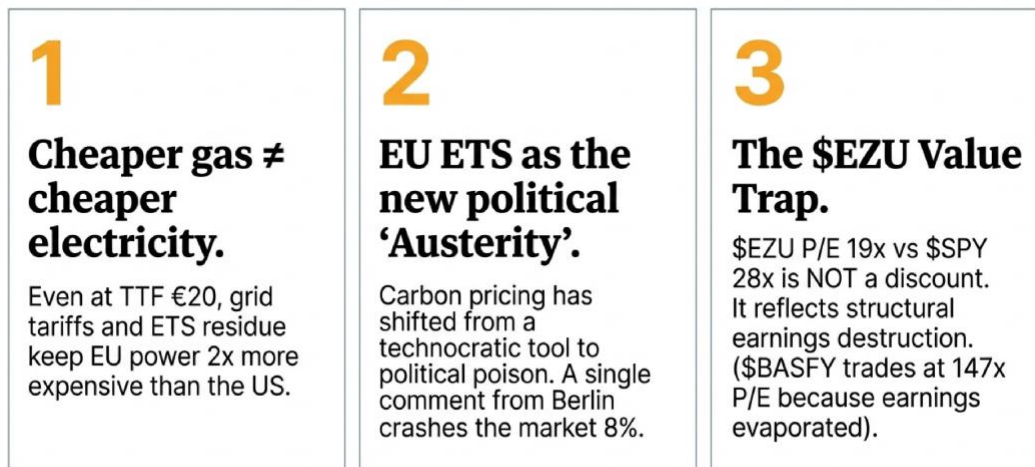 1
Cheaper gas ≠
cheaper
electricity.
Even at TTF €20, grid
tariffs and ETS residue
keep EU power 2x more
expensive than the US.
2
EU ETS as the
new political
‘Austerity’.
Carbon pricing has
shifted from a
technocratic tool to
political poison. A single
comment from Berlin
crashes the market 8%.
3
The $EZU Value
Trap.
$EZU P/E 19x vs $SPY
28x is NOT a discount.
It reflects structural
earnings destruction.
($BASFY trades at 147x
P/E because earnings
evaporated).